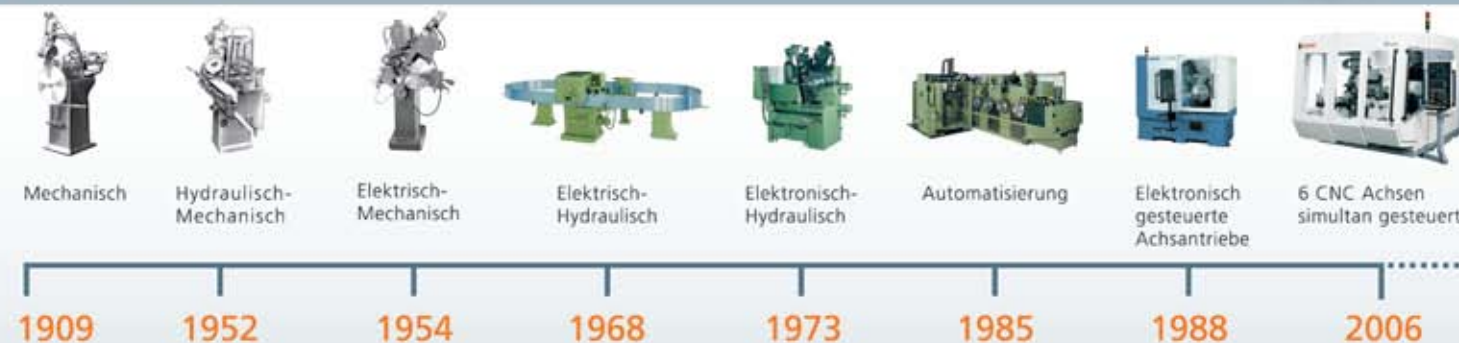 Mechanisch
Hydraulisch-
Mechanisch
Elektrisch-
Mechanisch
Elektrisch-
Hydraulisch
Elektronisch-
Hydraulisch
Automatisierung
Elektronisch
gesteuerte
Achsantriebe
6 CNC Achsen
simultan gesteuert
1909
1952
1954
1968
1973
1985
1988
2006